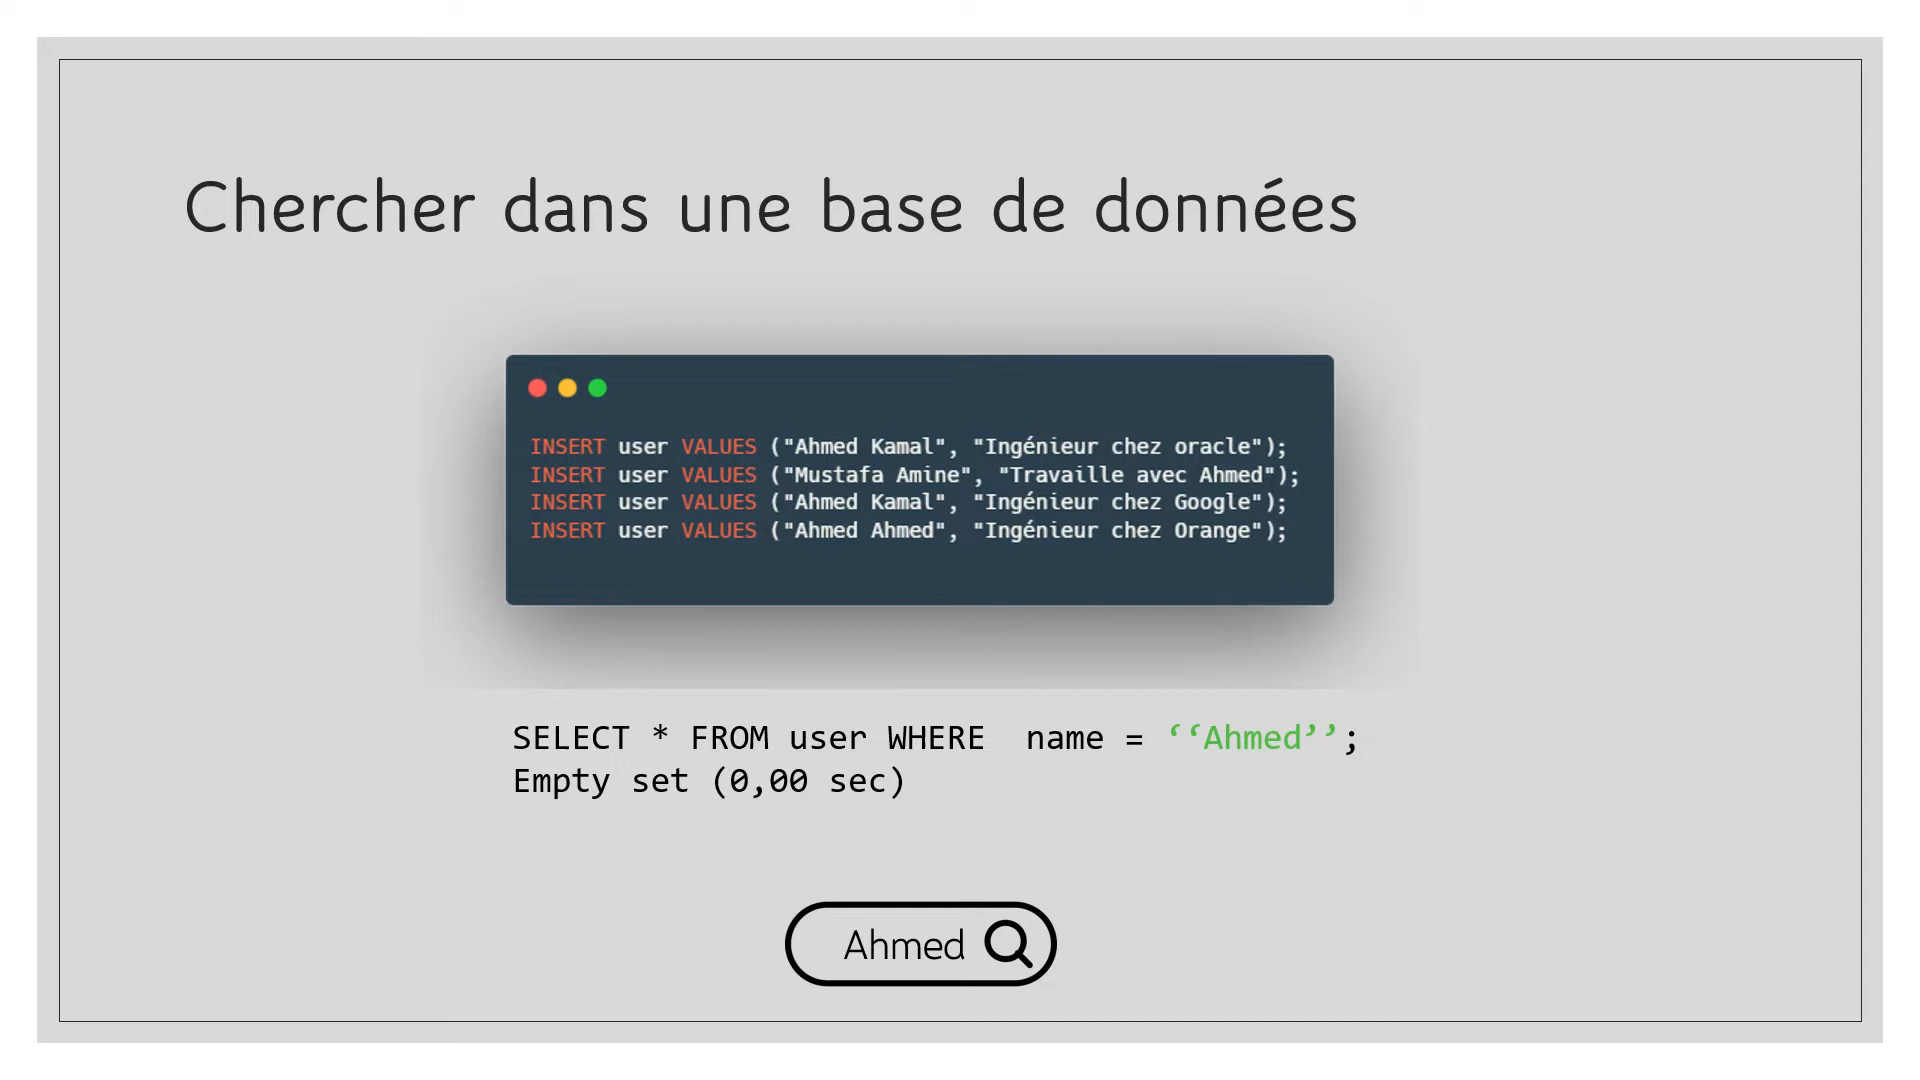 Chercher dans une base de données
INSERT user VALUES ("Ahmed Kamal", "Ingénieur chez oracle");
INSERT user VALUES ("Mustafa Amine", "Travaille avec Ahmed");
INSERT user VALUES ("Ahmed Kamal", "Ingénieur chez Google");
INSERT user VALUES ("Ahmed Ahmed", "Ingénieur chez Orange");
SELECT * FROM user WHERE  name = ‘‘Ahmed’’;
Empty set (0,00 sec)
Ahmed